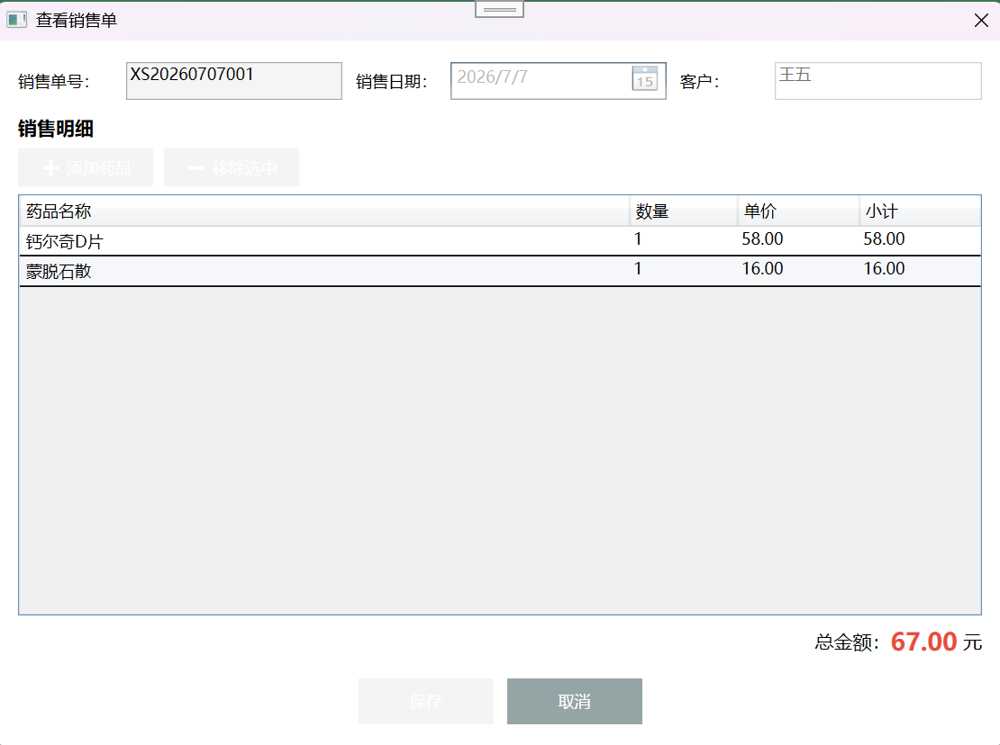 查看销售单
销售单号： XS20260707001 销售日期： 2026/7/7 15 客户： 王五
销售明细
添加药品 移除选中
药品名称 数量 单价 小计
钙尔奇D片 1 58.00 58.00
蒙脱石散 1 16.00 16.00
总金额： 67.00 元
保存 取消